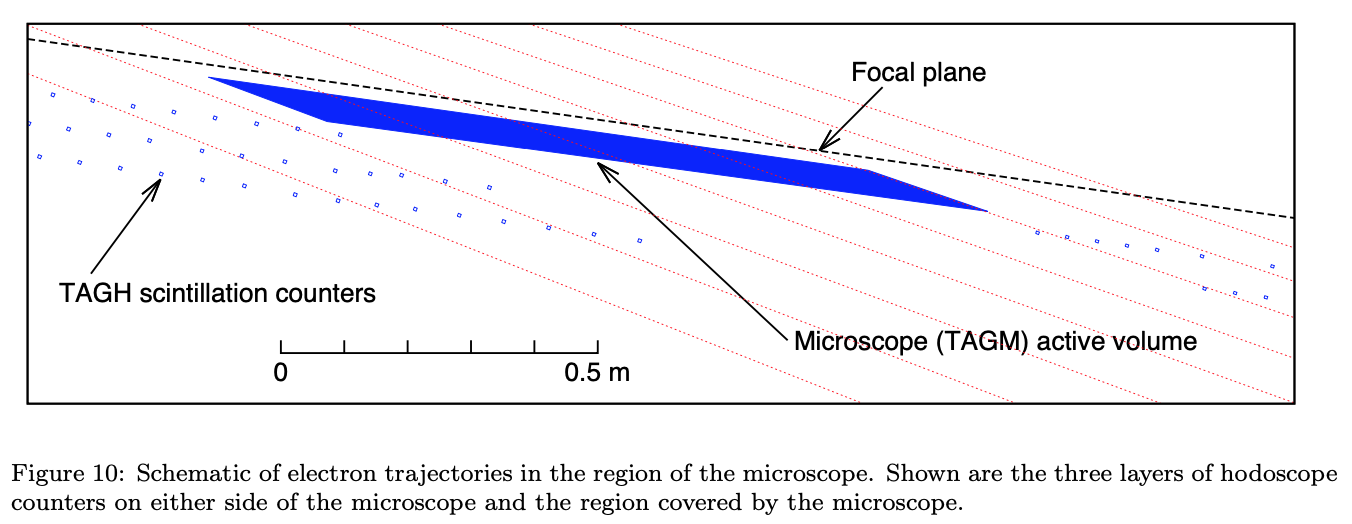 Focal plane
TAGH scintillation counters
Microscope (TAGM) active volume
0
0.5 m
Figure 10: Schematic of electron trajectories in the region of the microscope. Shown are the three layers of hodoscope
counters on either side of the microscope and the region covered by the microscope.